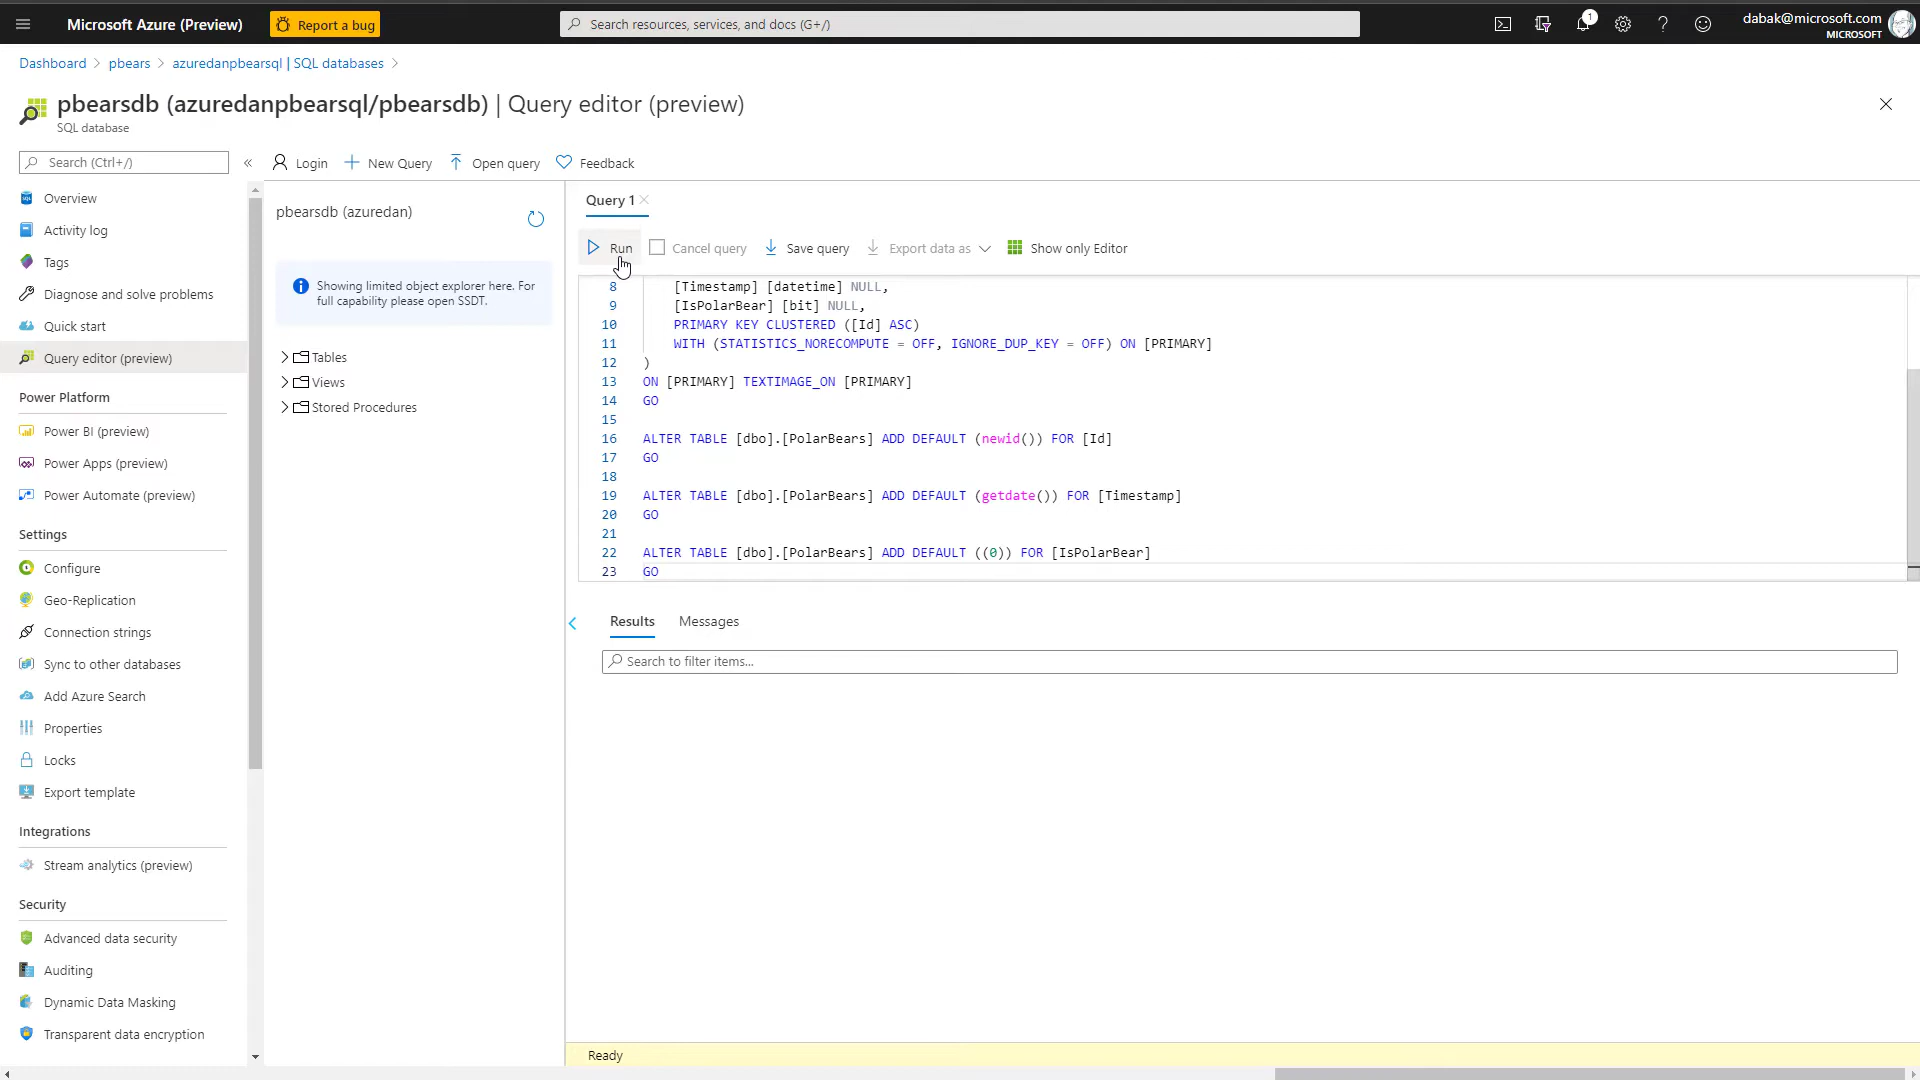 Microsoft Azure (Preview)
Report a bug
Search resources, services, and docs (G+/)
1
dabak@microsoft.com
MICROSOFT
Dashboard
pbears
azuredanpbearsql | SQL databases
pbearsdb (azuredanpbearsql/pbearsdb) | Query editor (preview)
SQL database
Search (Ctrl+/)
«
Login
New Query
Open query
Feedback
Overview
Activity log
Tags
Diagnose and solve problems
Quick start
Query editor (preview)
Power Platform
Power BI (preview)
Power Apps (preview)
Power Automate (preview)
Settings
Configure
Geo-Replication
Connection strings
Sync to other databases
Add Azure Search
Properties
Locks
Export template
Integrations
Stream analytics (preview)
Security
Advanced data security
Auditing
Dynamic Data Masking
Transparent data encryption
pbearsdb (azuredan)
Showing limited object explorer here. For
full capability please open SSDT.
Tables
Views
Stored Procedures
Query 1
Run
Cancel query
Save query
Export data as
Show only Editor
8 [Timestamp] [datetime] NULL,
9 [IsPolarBear] [bit] NULL,
10 PRIMARY KEY CLUSTERED ([Id] ASC)
11 WITH (STATISTICS_NORECOMPUTE = OFF, IGNORE_DUP_KEY = OFF) ON [PRIMARY]
12 )
13 ON [PRIMARY] TEXTIMAGE_ON [PRIMARY]
14 GO
15
16 ALTER TABLE [dbo].[PolarBears] ADD DEFAULT (newid()) FOR [Id]
17 GO
18
19 ALTER TABLE [dbo].[PolarBears] ADD DEFAULT (getdate()) FOR [Timestamp]
20 GO
21
22 ALTER TABLE [dbo].[PolarBears] ADD DEFAULT ((0)) FOR [IsPolarBear]
23 GO
Results
Messages
Search to filter items...
Ready